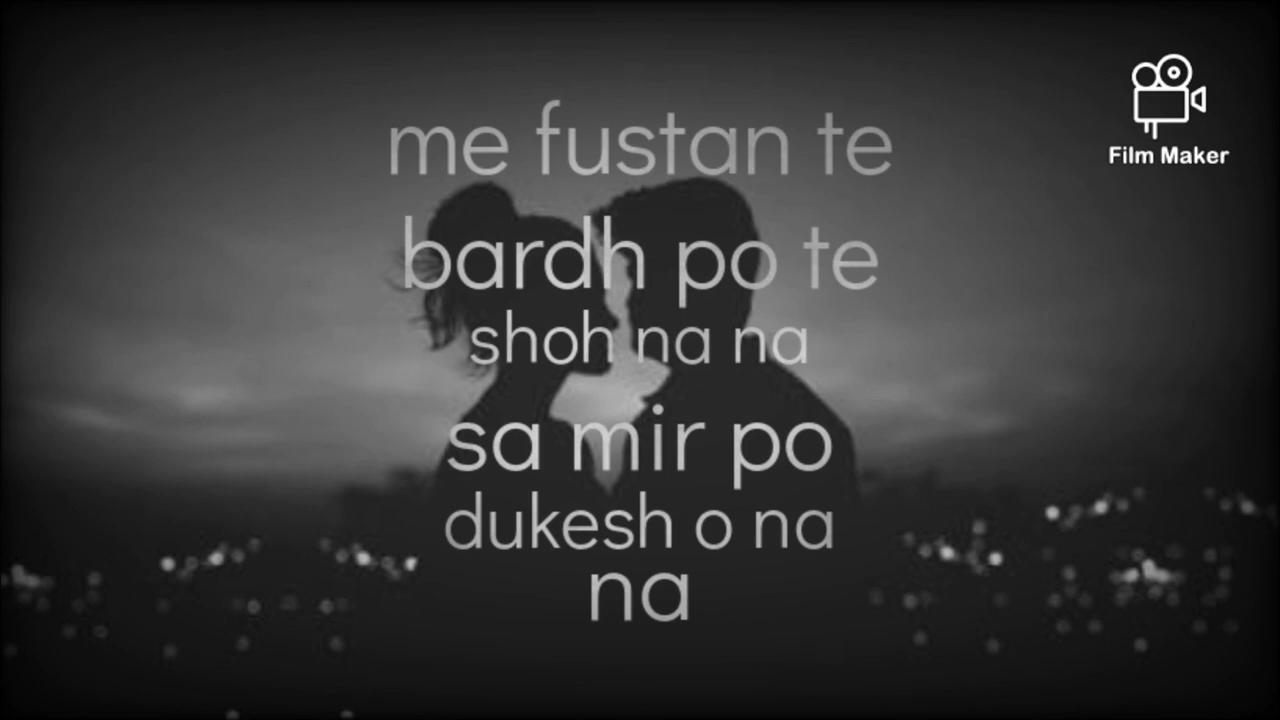 me fustan te
bardh po te
shoh na na
sa mir po
dukesh o na
na
Film Maker